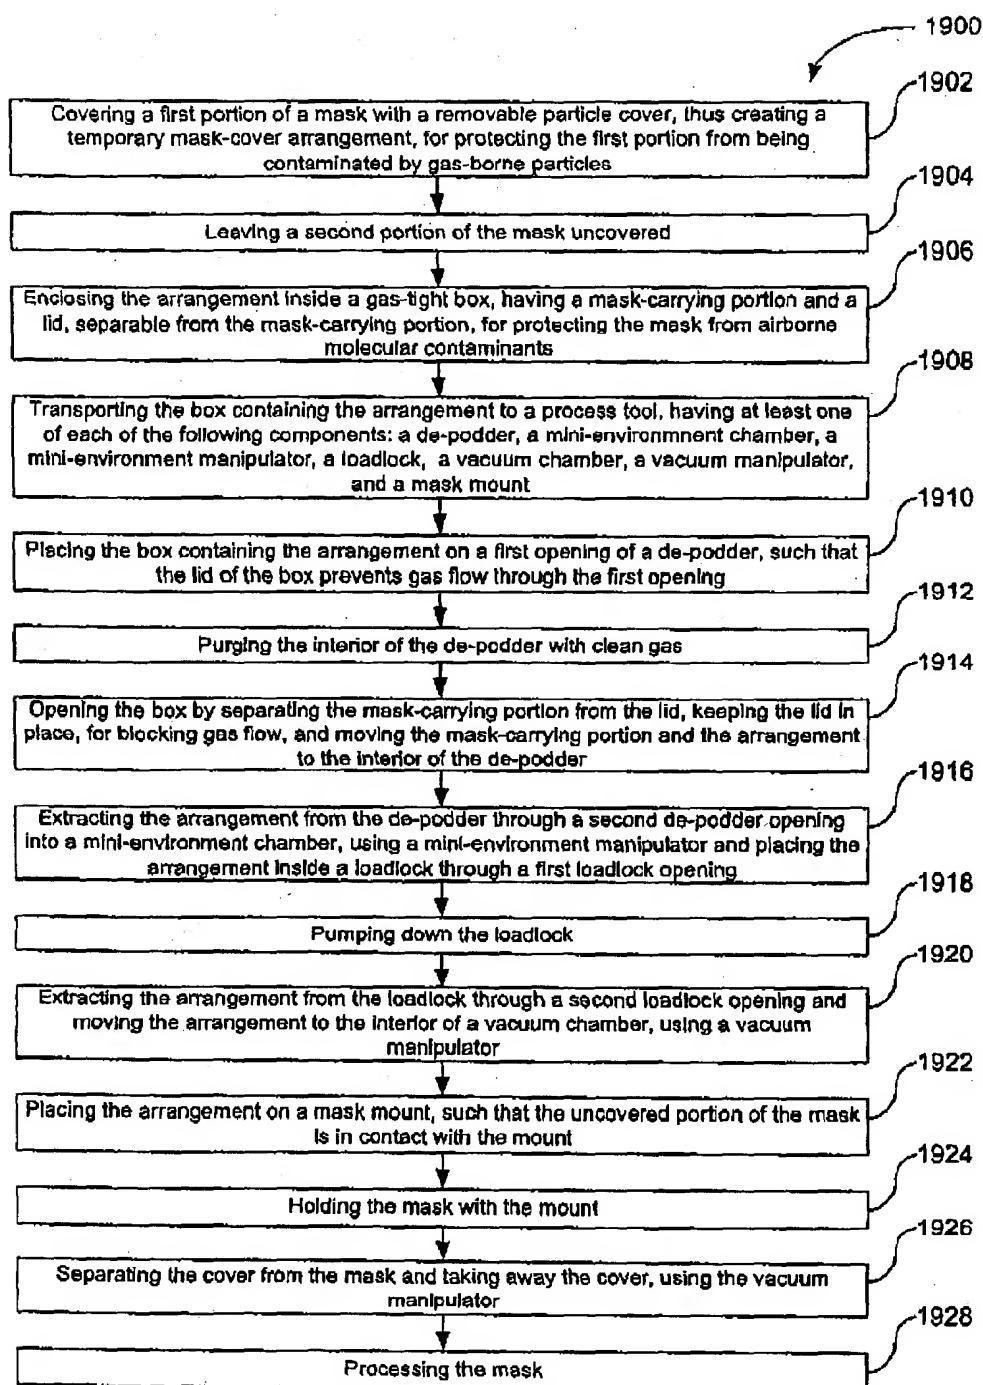 1900
1902
Covering a first portion of a mask with a removable particle cover, thus creating a
temporary mask-cover arrangement, for protecting the first portion from being
contaminated by gas-borne particles
1904
Leaving a second portion of the mask uncovered
1906
Enclosing the arrangement inside a gas-tight box, having a mask-carrying portion and a
lid, separable from the mask-carrying portion, for protecting the mask from airborne
molecular contaminants
1908
Transporting the box containing the arrangement to a process tool, having at least one
of each of the following components: a de-podder, a mini-environmnent chamber, a
mini-environment manipulator, a loadlock, a vacuum chamber, a vacuum manipulator,
and a mask mount
1910
Placing the box containing the arrangement on a first opening of a de-podder, such that
the lid of the box prevents gas flow through the first opening
1912
Purging the interior of the de-podder with clean gas
1914
Opening the box by separating the mask-carrying portion from the lid, keeping the lid in
place, for blocking gas flow, and moving the mask-carrying portion and the arrangement
to the interior of the de-podder
1916
Extracting the arrangement from the de-podder through a second de-podder opening
into a mini-environment chamber, using a mini-environment manipulator and placing the
arrangement inside a loadlock through a first loadlock opening
1918
Pumping down the loadlock
1920
Extracting the arrangement from the loadlock through a second loadlock opening and
moving the arrangement to the interior of a vacuum chamber, using a vacuum
manipulator
1922
Placing the arrangement on a mask mount, such that the uncovered portion of the mask
is in contact with the mount
1924
Holding the mask with the mount
1926
Separating the cover from the mask and taking away the cover, using the vacuum
manipulator
1928
Processing the mask